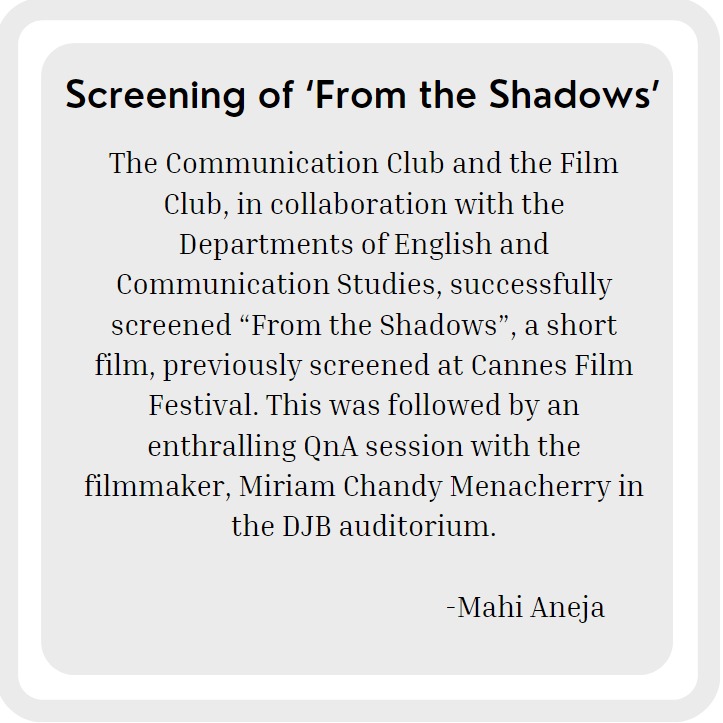 Screening of ‘From the Shadows’
The Communication Club and the Film
Club, in collaboration with the
Departments of English and
Communication Studies, successfully
screened “From the Shadows”, a short
film, previously screened at Cannes Film
Festival. This was followed by an
enthralling QnA session with the
filmmaker, Miriam Chandy Menacherry in
the DJB auditorium.
-Mahi Aneja